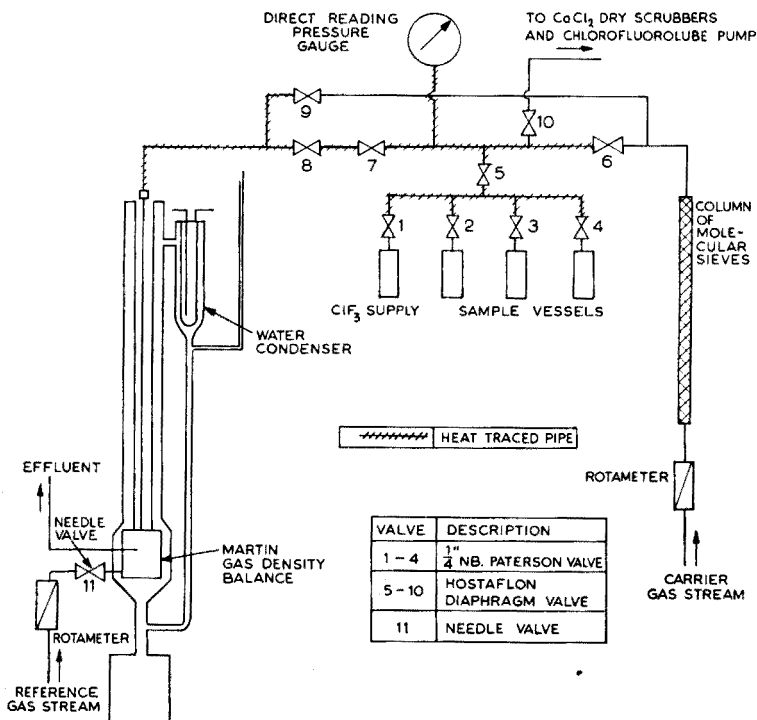 DIRECT READING
PRESSURE
GAUGE
TO CaCl2 DRY SCRUBBERS
AND CHLOROFLUOROLUBE PUMP
9
10
8
7
6
5
1
2
3
4
COLUMN
OF
MOLE-
CULAR
SIEVES
ClF3 SUPPLY
SAMPLE VESSELS
WATER
CONDENSER
HEAT TRACED PIPE
EFFLUENT
ROTAMETER
NEEDLE
VALVE
MARTIN
GAS DENSITY
BALANCE
11
ROTAMETER
REFERENCE
GAS STREAM
CARRIER
GAS STREAM
VALVE DESCRIPTION
1-4 1/4" NB. PATERSON VALVE
5-10 HOSTAFLON
DIAPHRAGM VALVE
11 NEEDLE VALVE